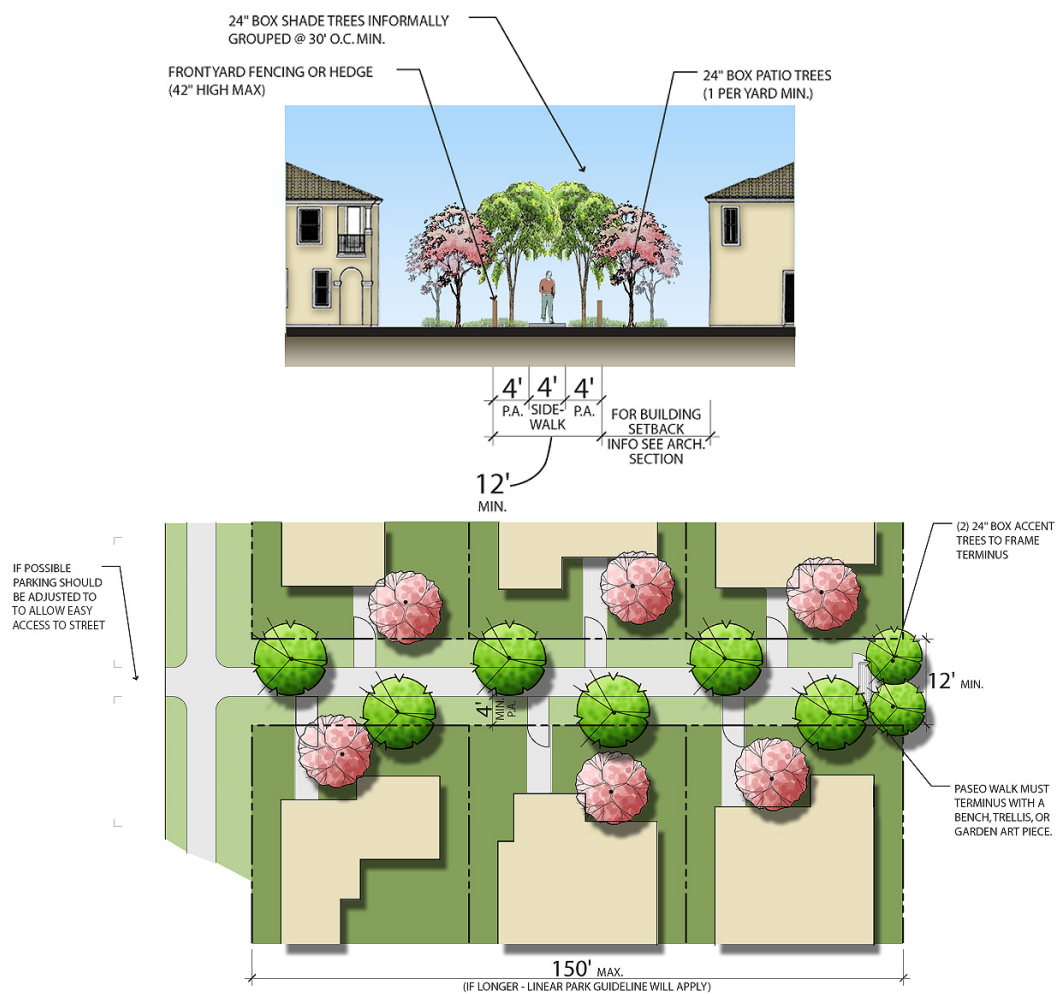 24" BOX SHADE TREES INFORMALLY
GROUPED @ 30' O.C. MIN.
FRONTYARD FENCING OR HEDGE
(42" HIGH MAX)
24" BOX PATIO TREES
(1 PER YARD MIN.)
4' 4' 4'
P.A. SIDE- P.A.
WALK
FOR BUILDING
SETBACK
INFO SEE ARCH.
SECTION
12'
MIN.
(2) 24" BOX ACCENT
TREES TO FRAME
TERMINUS
IF POSSIBLE
PARKING SHOULD
BE ADJUSTED TO
TO ALLOW EASY
ACCESS TO STREET
12' MIN.
4'
MIN.
P.A.
PASEO WALK MUST
TERMINUS WITH A
BENCH, TRELLIS, OR
GARDEN ART PIECE.
150' MAX.
(IF LONGER - LINEAR PARK GUIDELINE WILL APPLY)